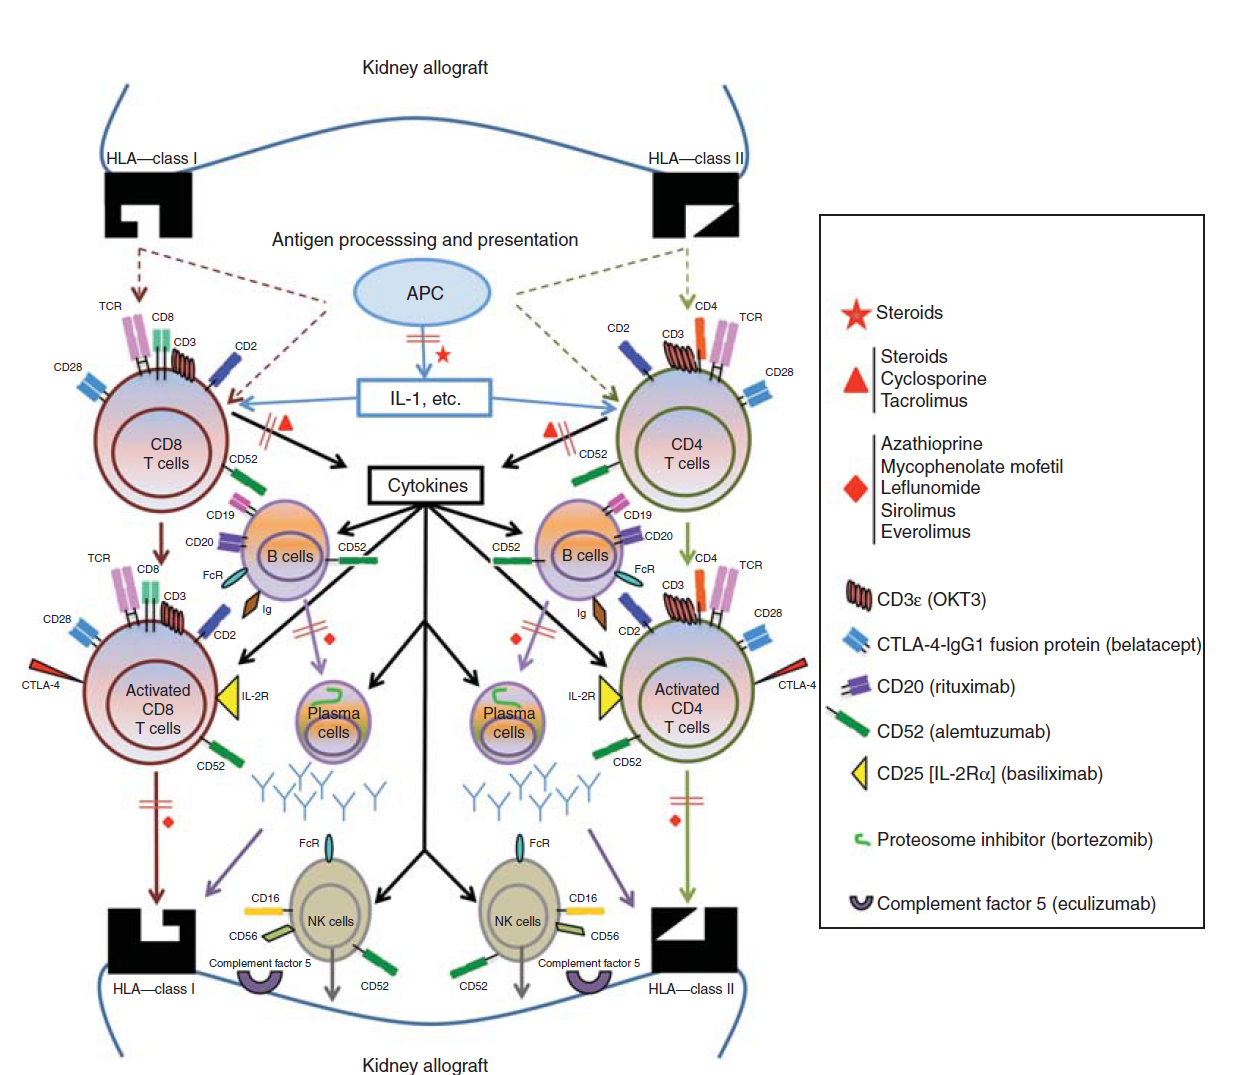 Kidney allograft
HLA—class I
HLA—class II
Antigen processsing and presentation
APC
IL-1, etc.
TCR
CD8
CD3
CD2
CD28
CD8
T cells
CD52
CD4
TCR
CD2
CD3
CD28
CD4
T cells
CD52
Cytokines
CD19
CD20
CD52
B cells
FcR
Ig
CD19
CD20
CD52
B cells
FcR
Ig
TCR
CD8
CD3
CD28
CD2
CTLA-4
IL-2R
Activated
CD8
T cells
CD52
CD4
TCR
CD3
CD28
CD2
CTLA-4
IL-2R
Activated
CD4
T cells
CD52
Plasma
cells
Plasma
cells
FcR
CD16
NK cells
CD56
Complement factor 5
CD52
FcR
CD16
NK cells
CD56
Complement factor 5
CD52
HLA—class I
HLA—class II
Kidney allograft
Steroids
Steroids
Cyclosporine
Tacrolimus
Azathioprine
Mycophenolate mofetil
Leflunomide
Sirolimus
Everolimus
CD3ε (OKT3)
CTLA-4-IgG1 fusion protein (belatacept)
CD20 (rituximab)
CD52 (alemtuzumab)
CD25 [IL-2Rα] (basiliximab)
Proteosome inhibitor (bortezomib)
Complement factor 5 (eculizumab)